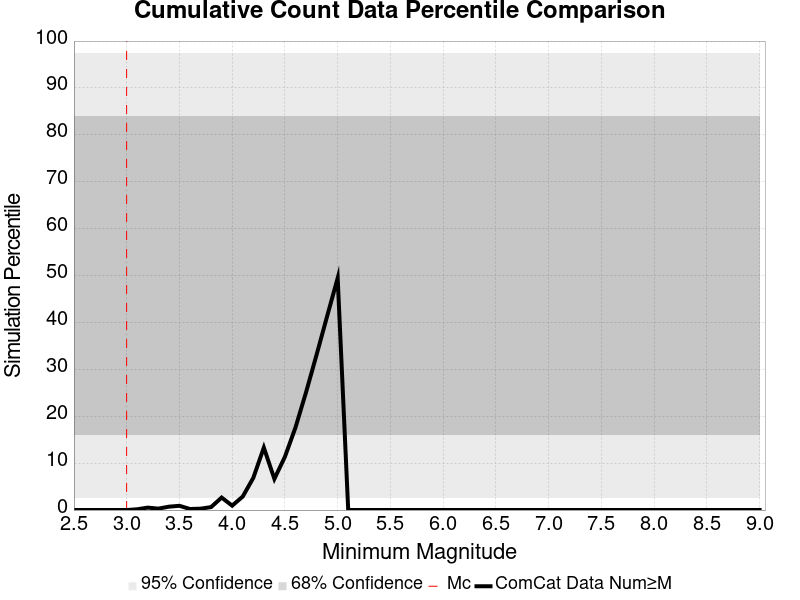 Cumulative Count Data Percentile Comparison
100
90
80
70
60
50
40
30
20
10
0
Simulation Percentile
2.5 3.0 3.5 4.0 4.5 5.0 5.5 6.0 6.5 7.0 7.5 8.0 8.5 9.0
Minimum Magnitude
95% Confidence 68% Confidence Mc ComCat Data Num≥M